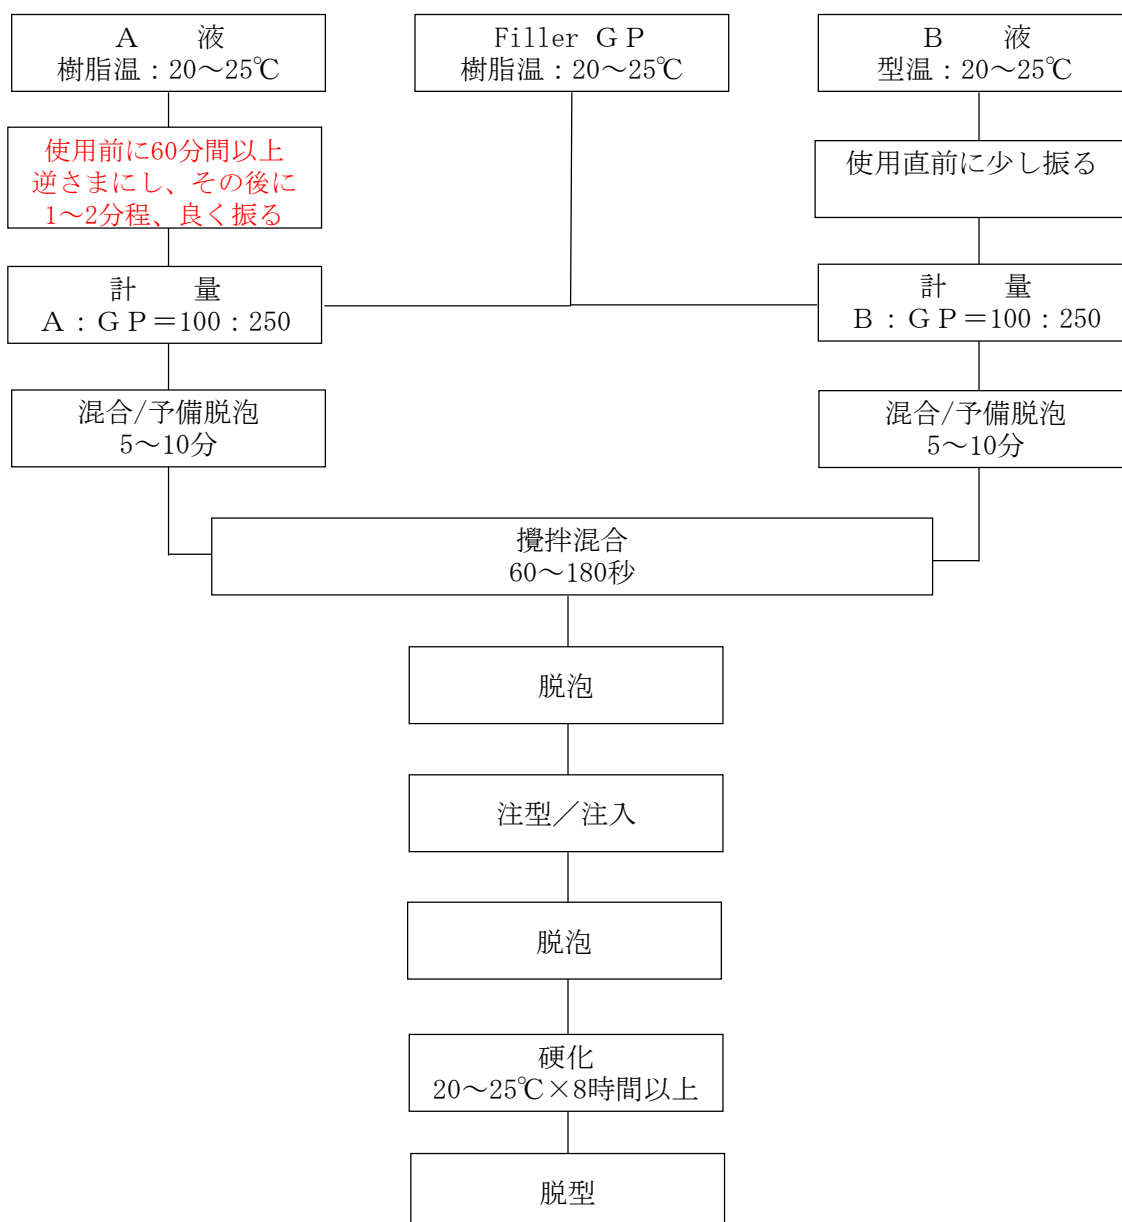 A　　液
樹脂温：20～25℃
Filler ＧＰ
樹脂温：20～25℃
Ｂ　　液
型温：20～25℃
使用前に60分間以上
逆さまにし、その後に
1～2分程、良く振る
使用直前に少し振る
計　　量
Ａ：ＧＰ＝100：250
計　　量
Ｂ：ＧＰ＝100：250
混合/予備脱泡
5～10分
混合/予備脱泡
5～10分
攪拌混合
60～180秒
脱泡
注型／注入
脱泡
硬化
20～25℃×8時間以上
脱型